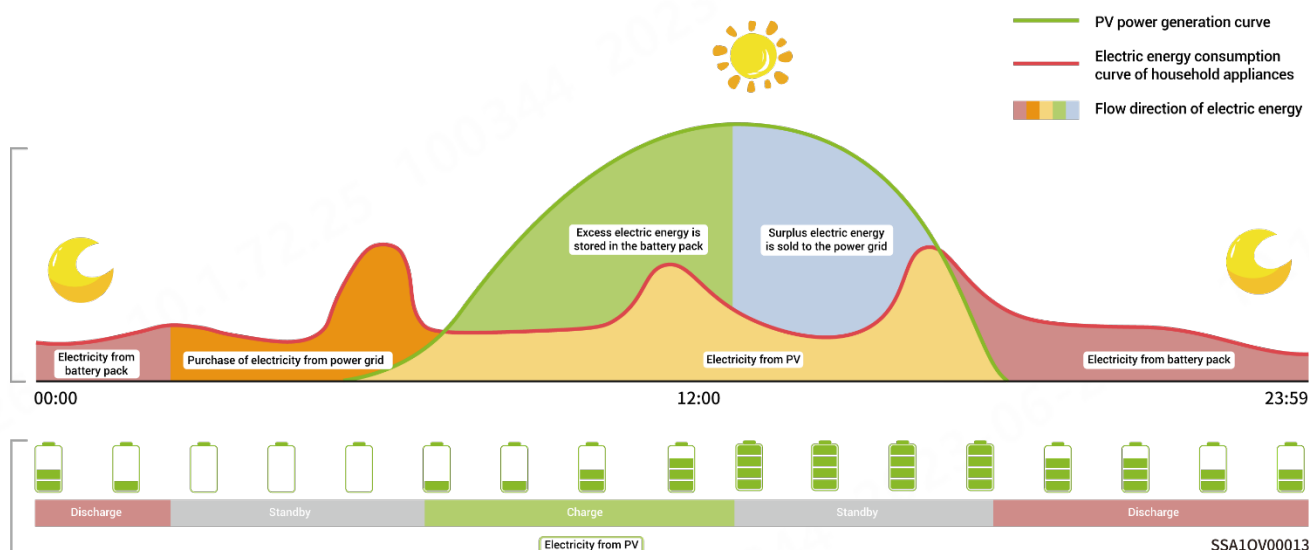 PV power generation curve
Electric energy consumption
curve of household appliances
Flow direction of electric energy
Excess electric energy is
stored in the battery pack
Surplus electric energy
is sold to the power grid
Electricity from
battery pack
Purchase of electricity from power grid
Electricity from PV
Electricity from battery pack
00:00
12:00
23:59
Discharge
Standby
Charge
Standby
Discharge
Electricity from PV
SSA1OV00013